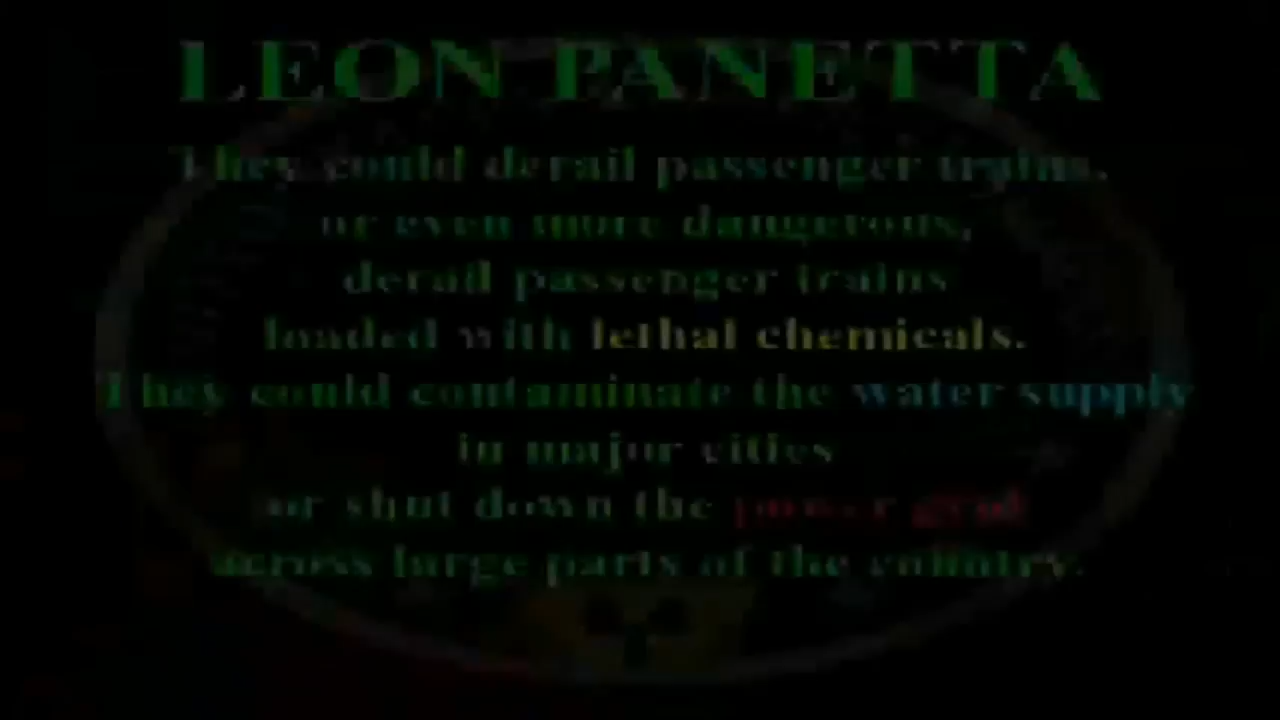 LEON PANETTA
They could derail passenger trains,
or even more dangerous,
derail passenger trains
loaded with lethal chemicals.
They could contaminate the water supply
in major cities
or shut down the power grid
across large parts of the country.